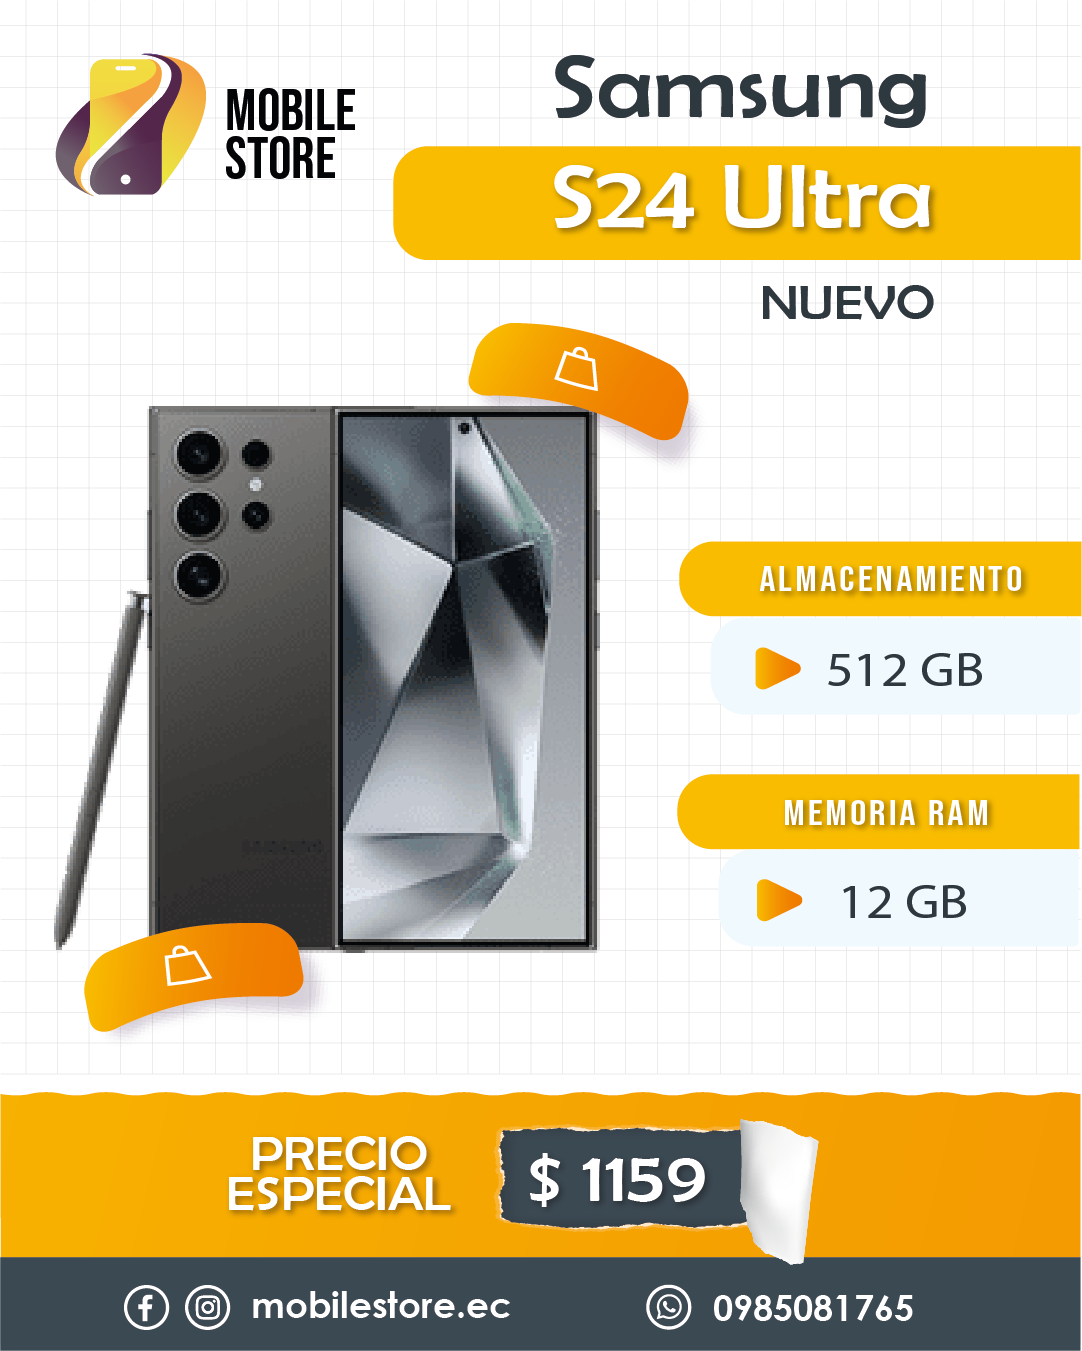 MOBILE
STORE
Samsung
S24 Ultra
NUEVO
ALMACENAMIENTO
512 GB
MEMORIA RAM
12 GB
PRECIO
ESPECIAL
$ 1159
mobilestore.ec
0985081765